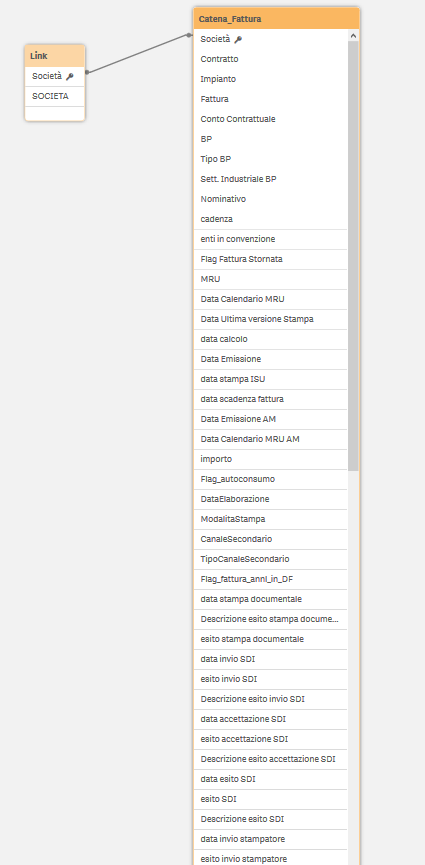 Link
Società
SOCIETA
Catena_Fattura
Società
Contratto
Impianto
Fattura
Conto Contrattuale
BP
Tipo BP
Sett. Industriale BP
Nominativo
cadenza
enti in convenzione
Flag Fattura Stornata
MRU
Data Calendario MRU
Data Ultima versione Stampa
data calcolo
Data Emissione
data stampa ISU
data scadenza fattura
Data Emissione AM
Data Calendario MRU AM
importo
Flag_autoconsumo
DataElaborazione
ModalitaStampa
CanaleSecondario
TipoCanaleSecondario
Flag_fattura_annl_in_DF
data stampa documentale
Descrizione esito stampa docume...
esito stampa documentale
data invio SDI
esito invio SDI
Descrizione esito invio SDI
data accettazione SDI
esito accettazione SDI
Descrizione esito accettazione SDI
data esito SDI
esito SDI
Descrizione esito SDI
data invio stampatore
esito invio stampatore